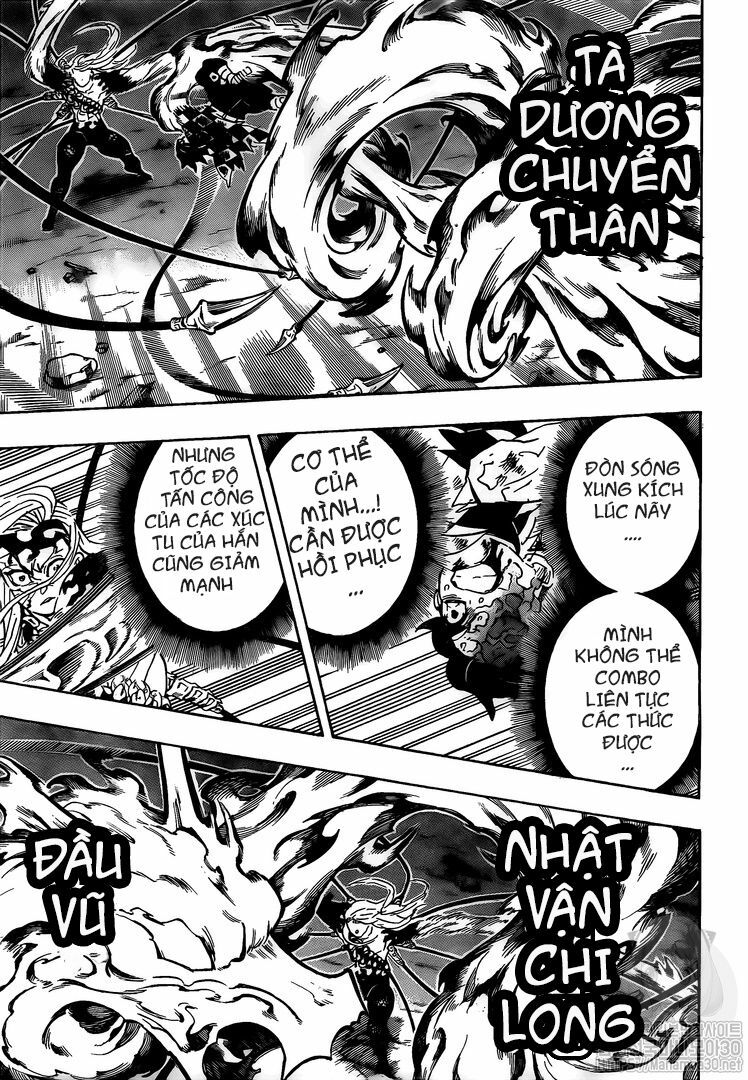 TÀ
DƯƠNG
CHUYỂN
THÂN
ĐÒN SÓNG
XUNG KÍCH
LÚC NÃY
....
MÌNH
KHÔNG THỂ
COMBO
LIÊN TỤC
CÁC THỨC
ĐƯỢC
...
CƠ THỂ
CỦA
MÌNH...!
CẦN ĐƯỢC
HỒI PHỤC
...
NHƯNG
TỐC ĐỘ
TẤN CÔNG
CỦA CÁC XÚC
TU CỦA HẮN
CŨNG GIẢM
MẠNH
NHẬT
VẬN
CHI
LONG
ĐẦU
VŨ